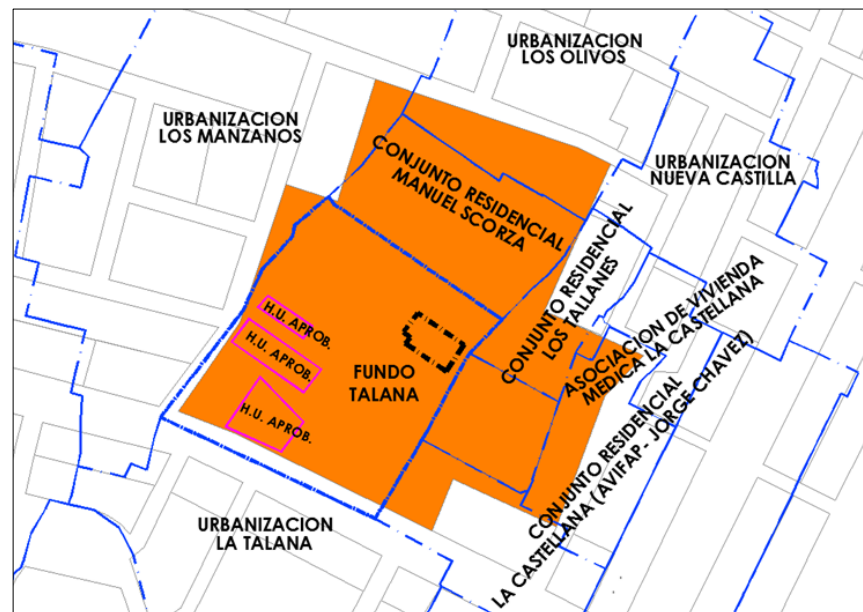 URBANIZACION
LOS OLIVOS
URBANIZACION
LOS MANZANOS
URBANIZACION
NUEVA CASTILLA
CONJUNTO RESIDENCIAL
MANUEL SCORZA
CONJUNTO RESIDENCIAL
LOS TALLANES
ASOCIACION DE VIVIENDA
MEDICA LA CASTELLANA
CONJUNTO RESIDENCIAL
LA CASTELLANA (AVIFAP- JORGE CHAVEZ)
H.U. APROB.
H.U. APROB.
H.U. APROB.
FUNDO
TALANA
URBANIZACION
LA TALANA